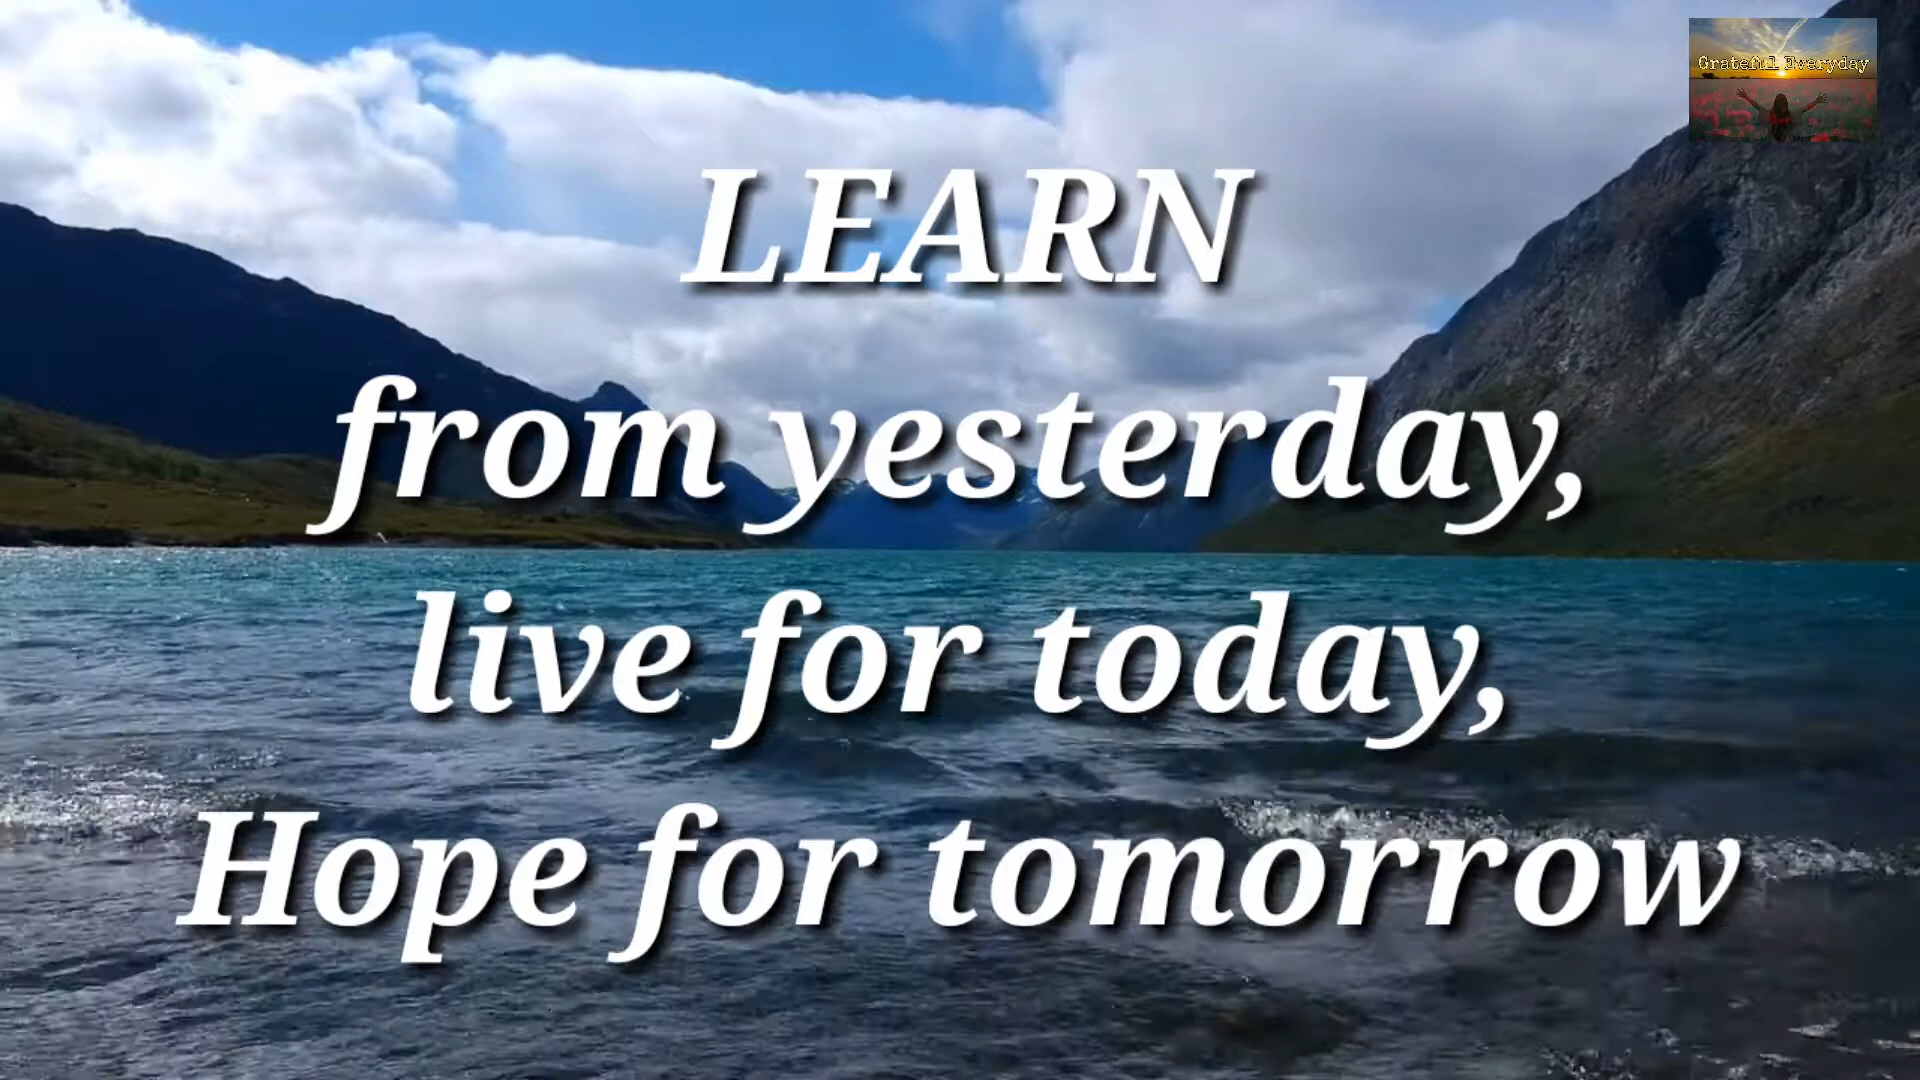 Grateful Everyday
LEARN
from yesterday,
live for today,
Hope for tomorrow